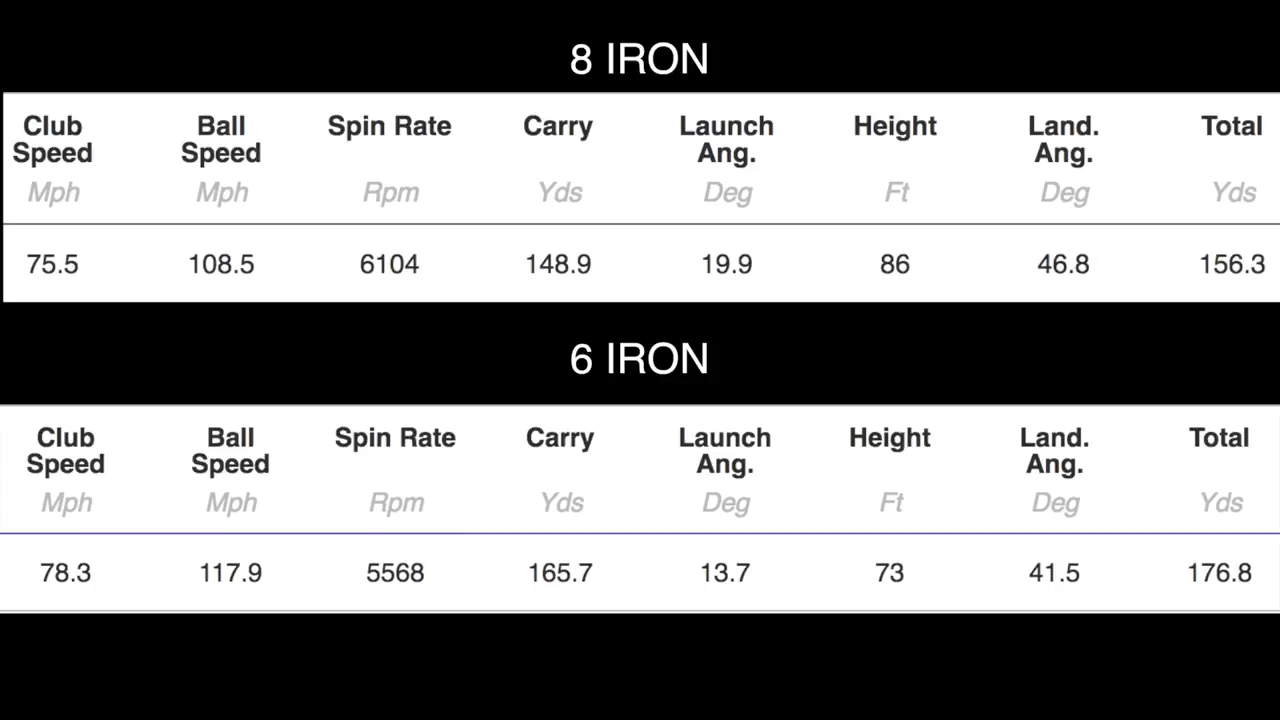 8 IRON
Club Speed Ball Speed Spin Rate Carry Launch Ang. Height Land. Ang. Total
Mph Mph Rpm Yds Deg Ft Deg Yds
75.5 108.5 6104 148.9 19.9 86 46.8 156.3
6 IRON
Club Speed Ball Speed Spin Rate Carry Launch Ang. Height Land. Ang. Total
Mph Mph Rpm Yds Deg Ft Deg Yds
78.3 117.9 5568 165.7 13.7 73 41.5 176.8